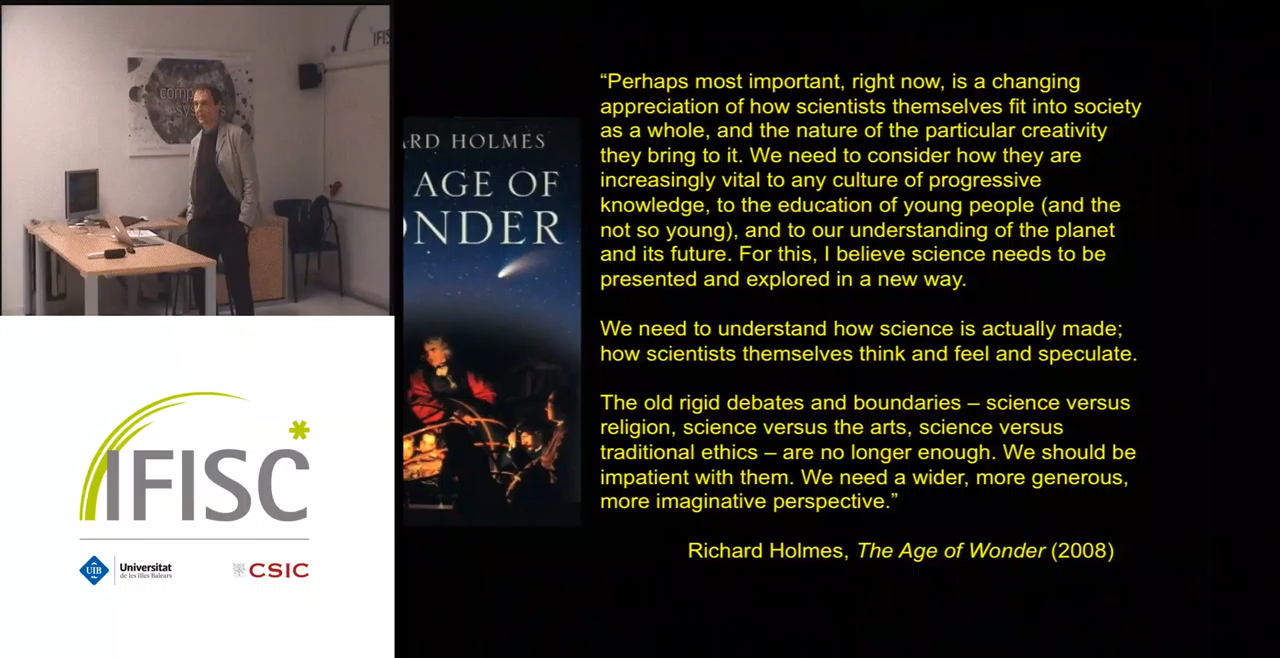 IFIS
comp
sys
"Perhaps most important, right now, is a changing
appreciation of how scientists themselves fit into society
as a whole, and the nature of the particular creativity
they bring to it. We need to consider how they are
increasingly vital to any culture of progressive
knowledge, to the education of young people (and the
not so young), and to our understanding of the planet
and its future. For this, I believe science needs to be
presented and explored in a new way.
We need to understand how science is actually made;
how scientists themselves think and feel and speculate.
The old rigid debates and boundaries – science versus
religion, science versus the arts, science versus
traditional ethics – are no longer enough. We should be
impatient with them. We need a wider, more generous,
more imaginative perspective.”
Richard Holmes, The Age of Wonder (2008)
ARD HOLMES
AGE OF
ONDER
IFISC
UIB
Universitat
de les Illes Balears
CSIC